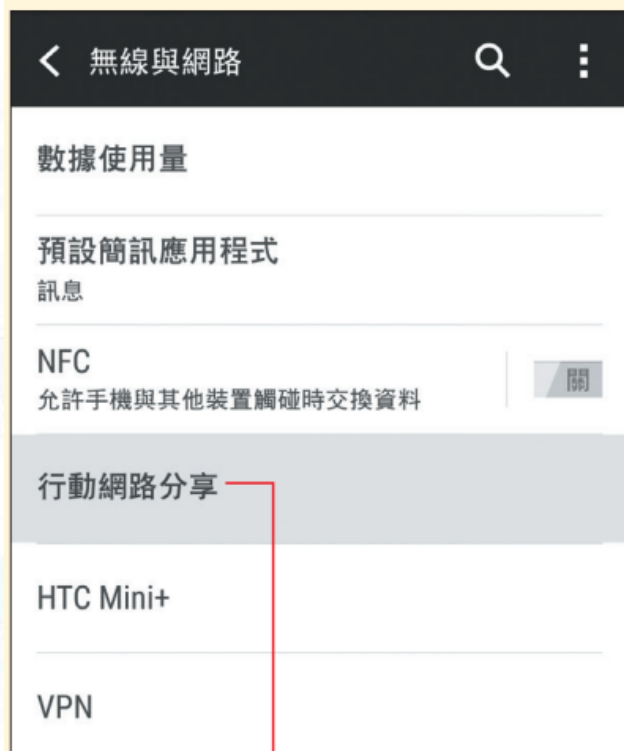 無線與網路
數據使用量
預設簡訊應用程式
訊息
NFC
允許手機與其他裝置觸碰時交換資料
關
行動網路分享
HTC Mini+
VPN